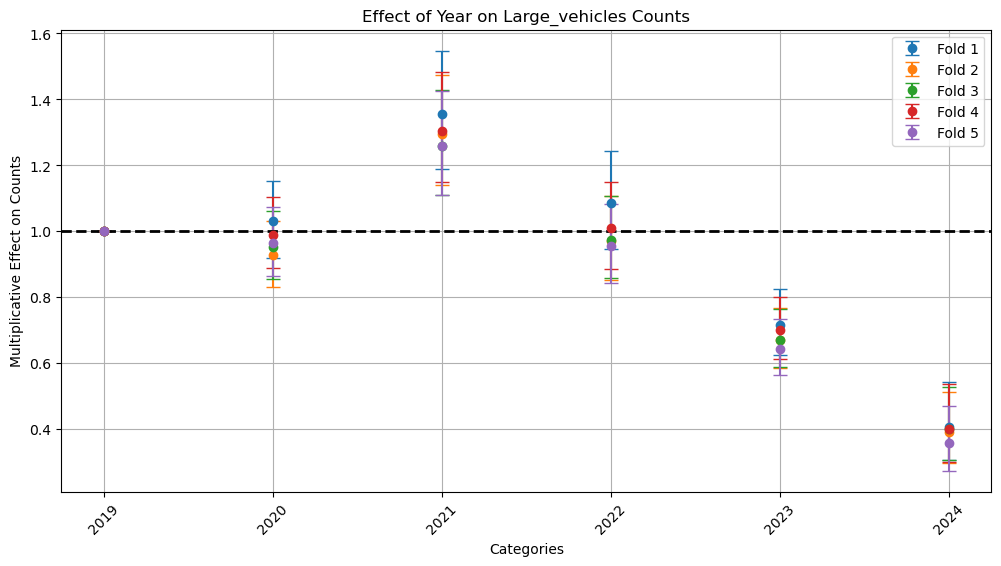 Effect of Year on Large_vehicles Counts
Multiplicative Effect on Counts
1.6
1.4
1.2
1.0
0.8
0.6
0.4
Fold 1
Fold 2
Fold 3
Fold 4
Fold 5
2019
2020
2021
2022
2023
2024
Categories